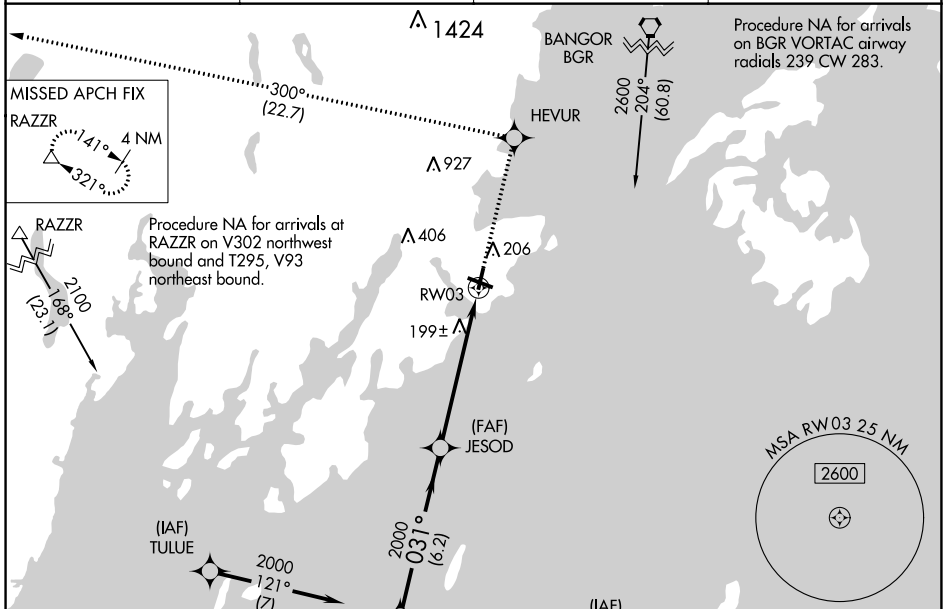 1424
BANGOR
BGR
Procedure NA for arrivals
on BGR VORTAC airway
radials 239 CW 283.
2600
204°
(60.8)
300°
(22.7)
HEVUR
MISSED APCH FIX
RAZZR
141°
4 NM
321°
927
RAZZR
Procedure NA for arrivals at
RAZZR on V302 northwest
bound and T295, V93
northeast bound.
406
206
RW03
2100
168°
(23.1)
199±
(FAF)
JESOD
MSA RW03 25 NM
2600
(IAF)
TULUE
2000
031°
(6.2)
2000
121°
(7)
(IAF)